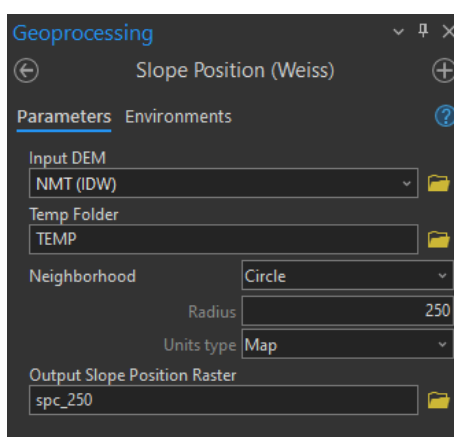 Geoprocessing
Slope Position (Weiss)
Parameters Environments
Input DEM
NMT (IDW)
Temp Folder
TEMP
Neighborhood Circle
Radius 250
Units type Map
Output Slope Position Raster
spc_250